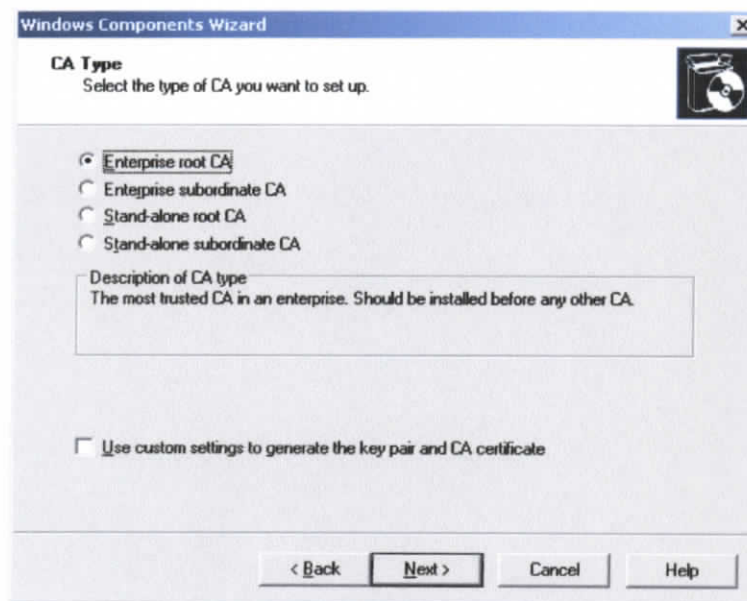 Windows Components Wizard
CA Type
Select the type of CA you want to set up.
Enterprise root CA
Enterprise subordinate CA
Stand-alone root CA
Stand-alone subordinate CA
Description of CA type
The most trusted CA in an enterprise. Should be installed before any other CA.
Use custom settings to generate the key pair and CA certificate
< Back
Next >
Cancel
Help